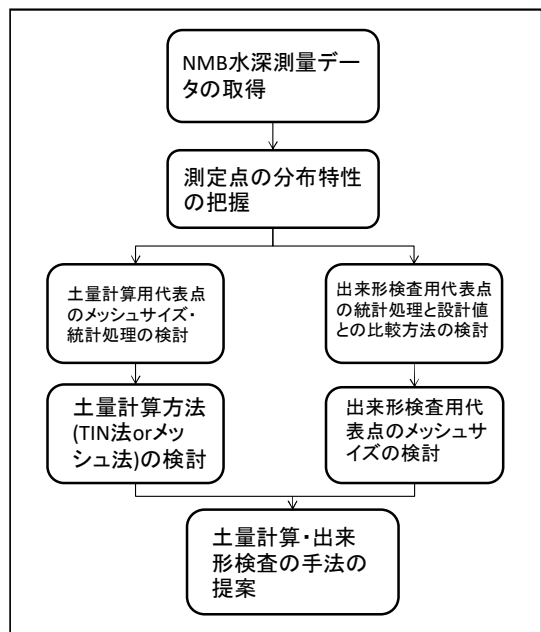 NMB水深測量デー
タの取得
測定点の分布特性
の把握
土量計算用代表点
のメッシュサイズ・
統計処理の検討
出来形検査用代表点
の統計処理と設計値
との比較方法の検討
土量計算方法
(TIN法orメッ
シュ法)の検討
出来形検査用代
表点のメッシュサ
イズの検討
土量計算・出来
形検査の手法の
提案